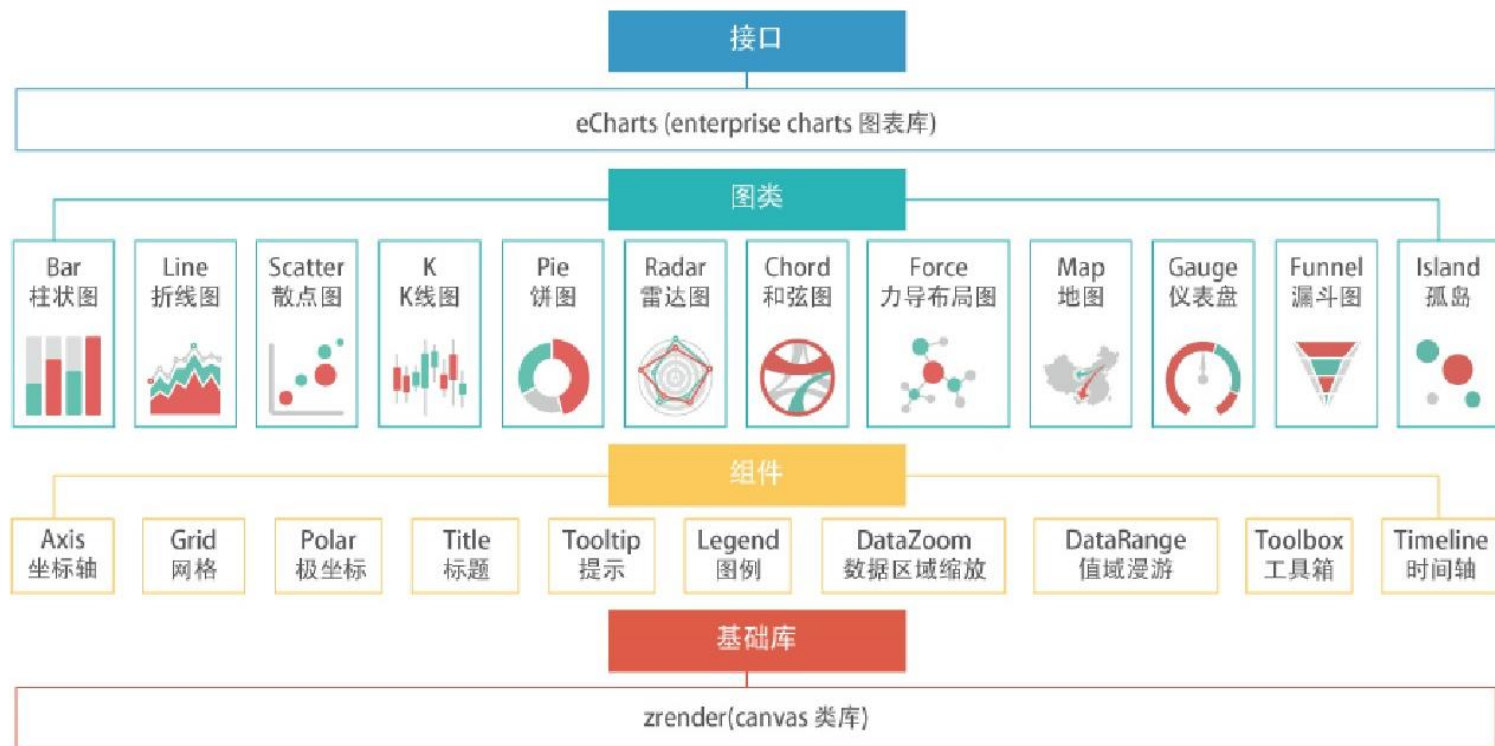 接口
eCharts (enterprise charts 图表库)
图类
Bar
柱状图
Line
折线图
Scatter
散点图
K
K线图
Pie
饼图
Radar
雷达图
Chord
和弦图
Force
力导布局图
Map
地图
Gauge
仪表盘
Funnel
漏斗图
Island
孤岛
组件
Axis
坐标轴
Grid
网格
Polar
极坐标
Title
标题
Tooltip
提示
Legend
图例
DataZoom
数据区域缩放
DataRange
值域漫游
Toolbox
工具箱
Timeline
时间轴
基础库
zrender(canvas 类库)